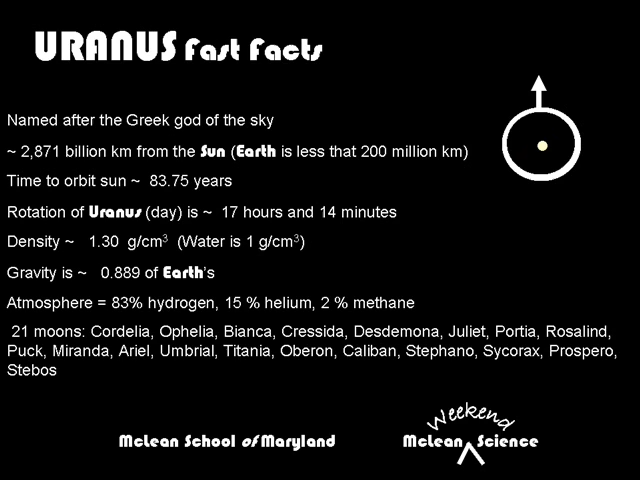 URANUS Fast Facts
Named after the Greek god of the sky
~ 2,871 billion km from the Sun (Earth is less that 200 million km)
Time to orbit sun ~ 83.75 years
Rotation of Uranus (day) is ~ 17 hours and 14 minutes
Density ~ 1.30 g/cm³ (Water is 1 g/cm³)
Gravity is ~ 0.889 of Earth's
Atmosphere = 83% hydrogen, 15 % helium, 2 % methane
21 moons: Cordelia, Ophelia, Bianca, Cressida, Desdemona, Juliet, Portia, Rosalind,
Puck, Miranda, Ariel, Umbrial, Titania, Oberon, Caliban, Stephano, Sycorax, Prospero,
Stebos
McLean School of Maryland
Weekend
McLean Science